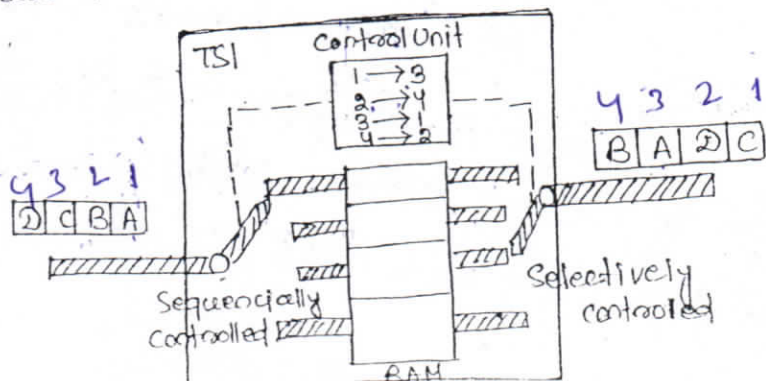 TSI
Control Unit
1 → 3
2 → 4
3 → 1
4 → 2
4 3 2 1
B A D C
4 3 2 1
D C B A
Sequencially
controlled
Selectively
controled
RAM